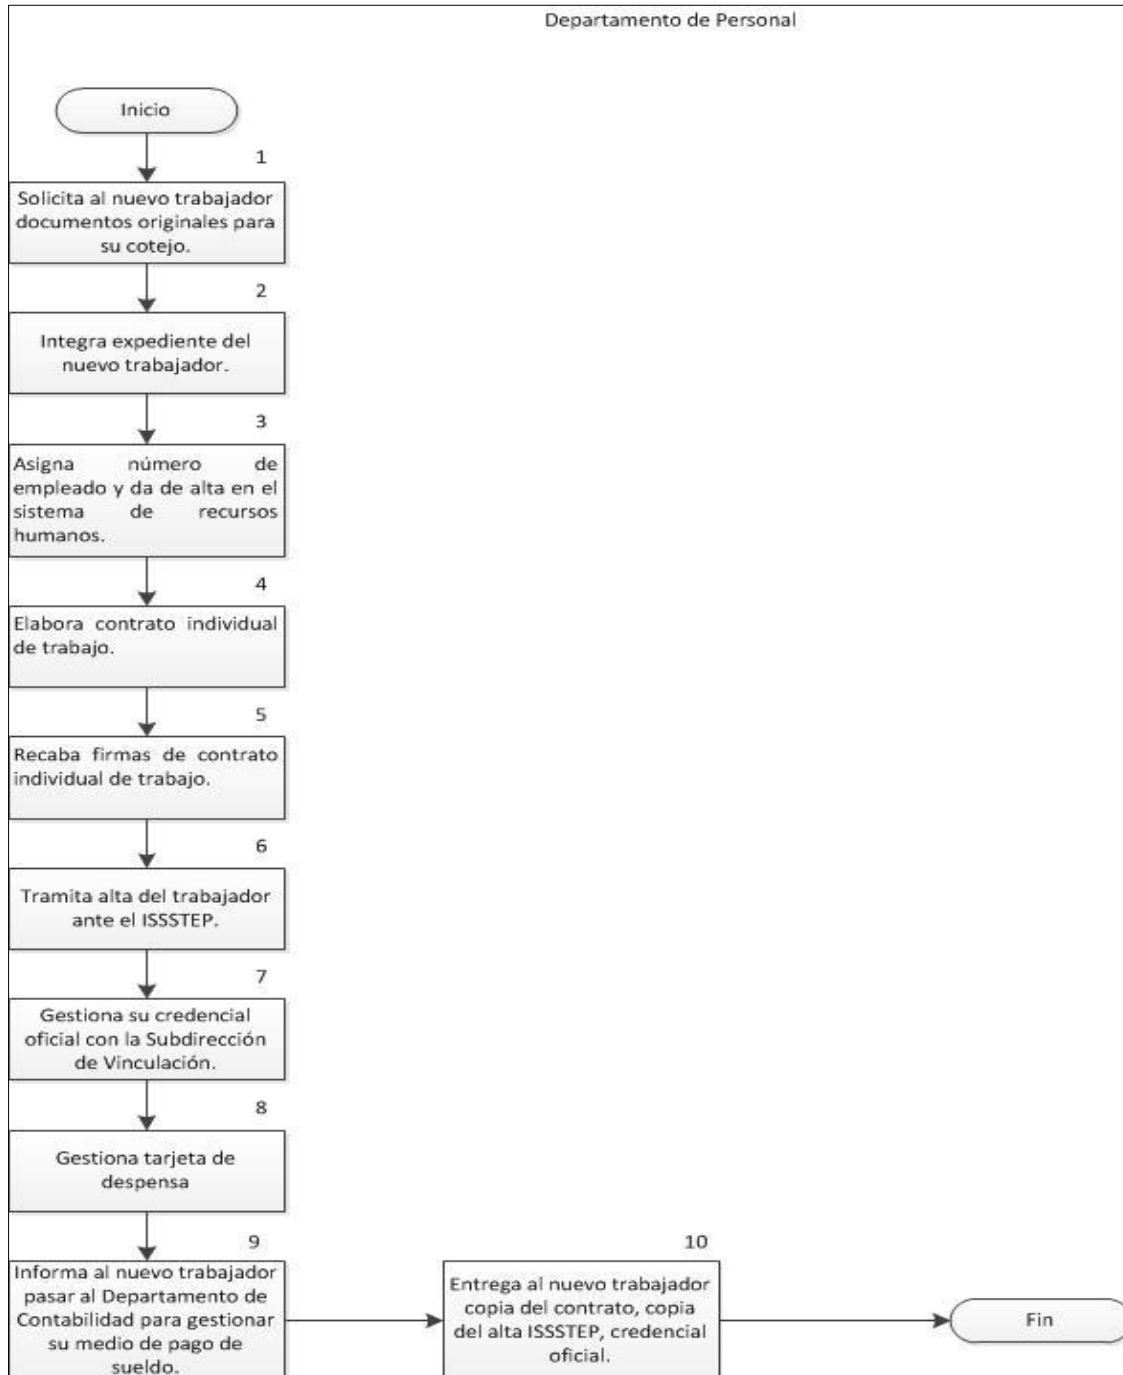 Departamento de Personal
Inicio
1
Solicita al nuevo trabajador
documentos originales para
su cotejo.
2
Integra expediente del
nuevo trabajador.
3
Asigna número de
empleado y da de alta en el
sistema de recursos
humanos.
4
Elabora contrato individual
de trabajo.
5
Recaba firmas de contrato
individual de trabajo.
6
Tramita alta del trabajador
ante el ISSSTEP.
7
Gestiona su credencial
oficial con la Subdirección
de Vinculación.
8
Gestiona tarjeta de
despensa
9
Informa al nuevo trabajador
pasar al Departamento de
Contabilidad para gestionar
su medio de pago de
sueldo.
10
Entrega al nuevo trabajador
copia del contrato, copia
del alta ISSSTEP, credencial
oficial.
Fin